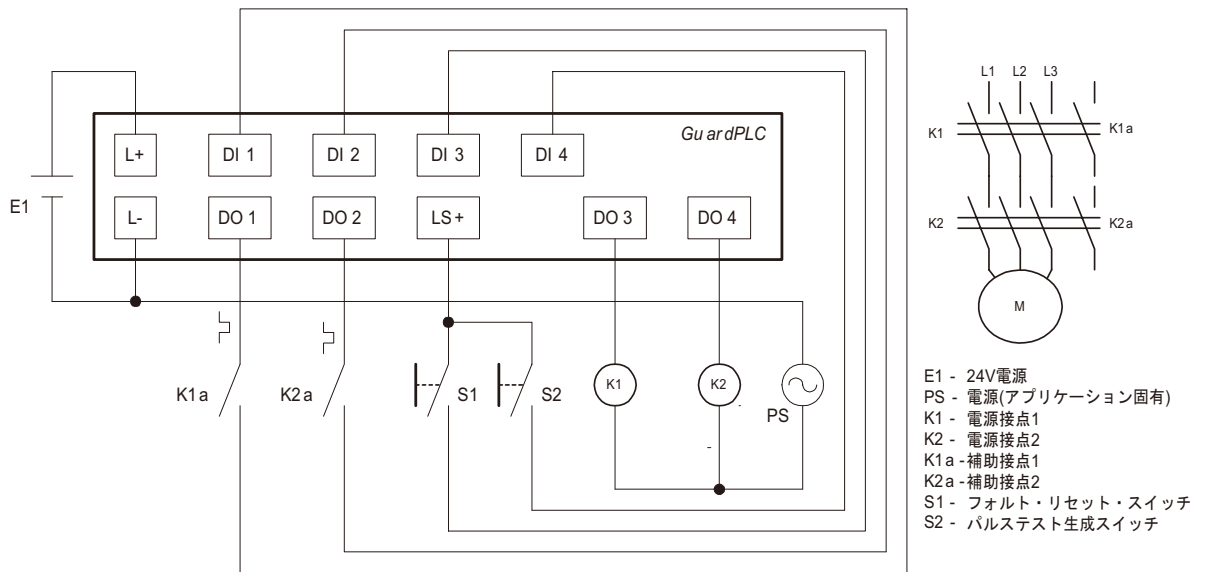 GuardPLC
L+
DI 1
DI 2
DI 3
DI 4
L-
DO 1
DO 2
LS+
DO 3
DO 4
E1
K1a
K2a
S1
S2
K1
K2
PS
L1 L2 L3
K1
K1a
K2
K2a
M
E1 - 24V電源
PS - 電源(アプリケーション固有)
K1 - 電源接点1
K2 - 電源接点2
K1a -補助接点1
K2a -補助接点2
S1 - フォルト・リセット・スイッチ
S2 - パルステスト生成スイッチ